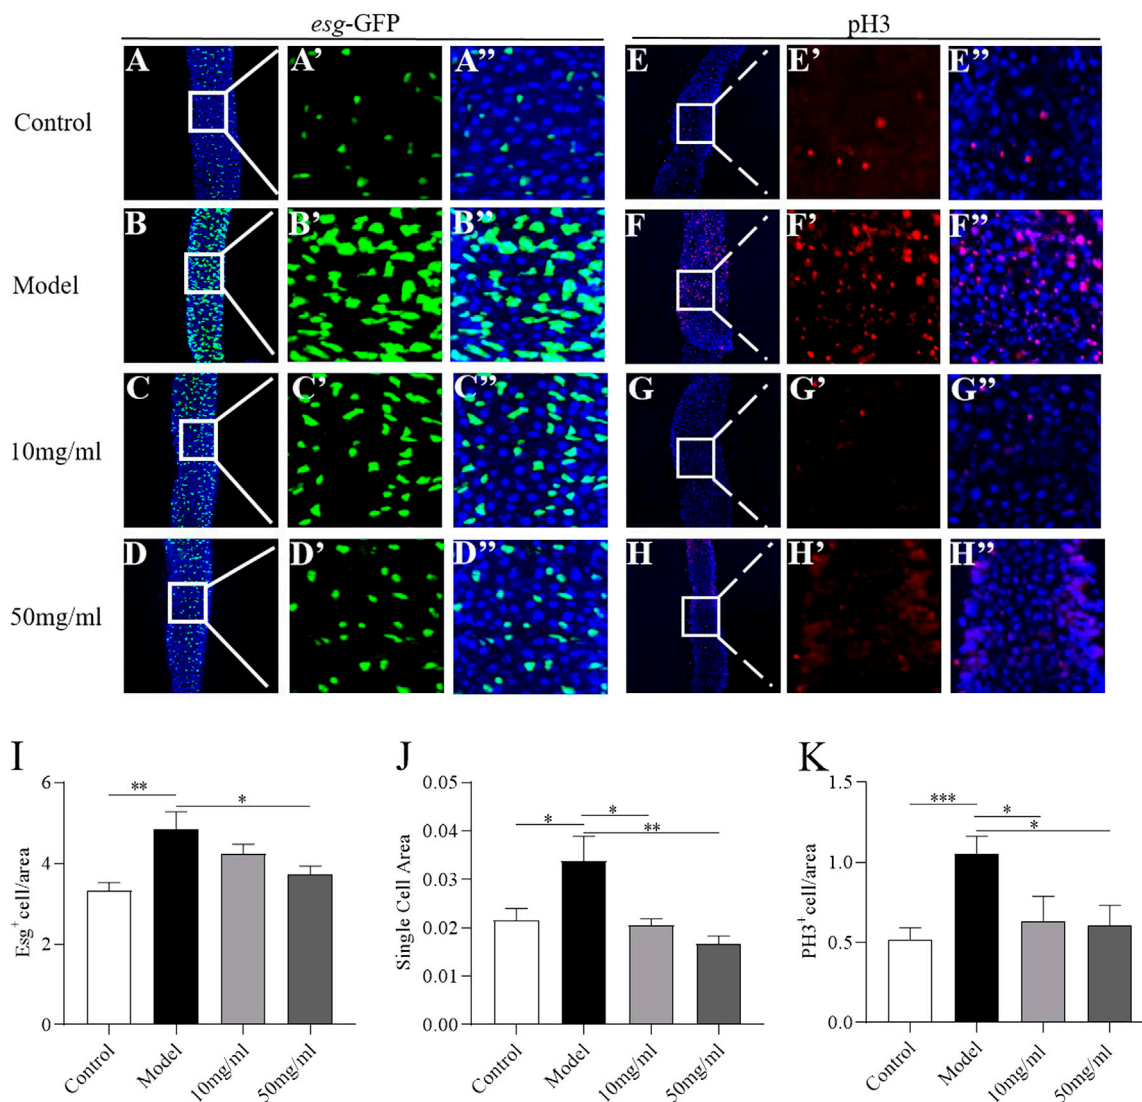 esg-GFP pH3
Control A A’ A’’ E E’ E’’
Model B B’ B’’ F F’ F’’
10mg/ml C C’ C’’ G G’ G’’
50mg/ml D D’ D’’ H H’ H’’
I
Esg+ cell/area
6
4
2
0
**
*
Control
Model
10mg/ml
50mg/ml
J
Single Cell Area
0.05
0.04
0.03
0.02
0.01
0.00
*
*
**
Control
Model
10mg/ml
50mg/ml
K
PH3+ cell/area
1.5
1.0
0.5
0.0
***
*
*
Control
Model
10mg/ml
50mg/ml